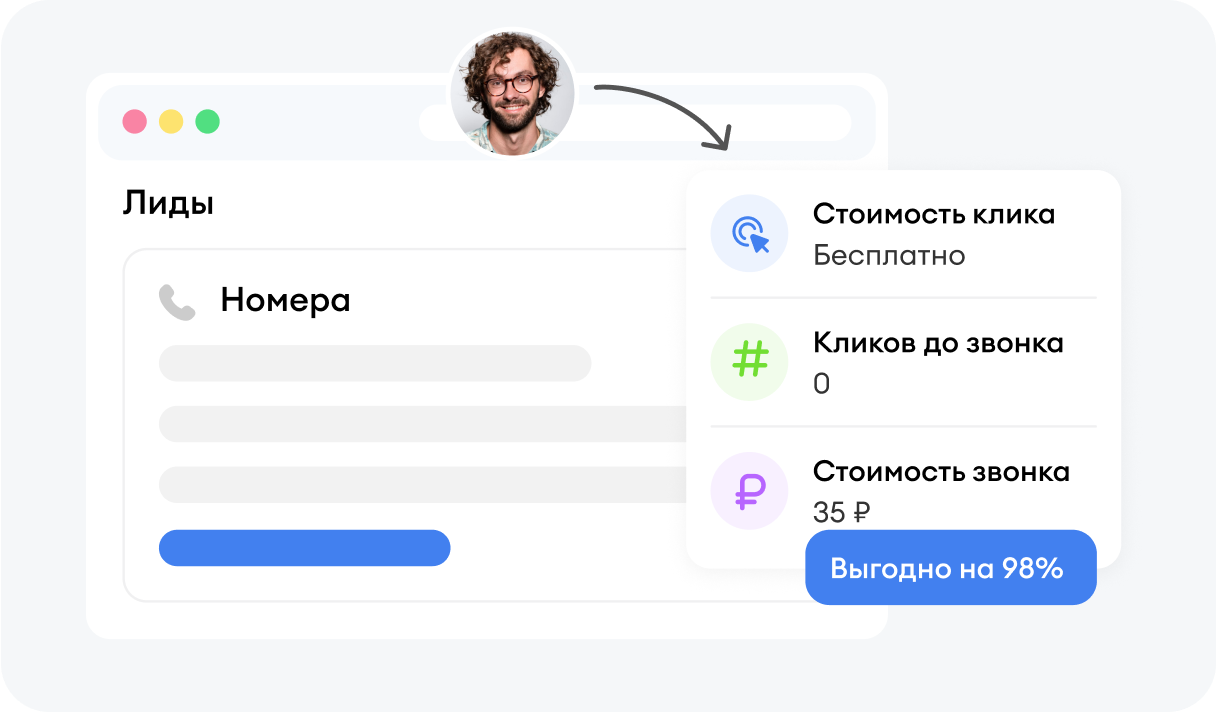 Лиды
Номера
Стоимость клика
Бесплатно
Кликов до звонка
0
Стоимость звонка
35 ₽
Выгодно на 98%